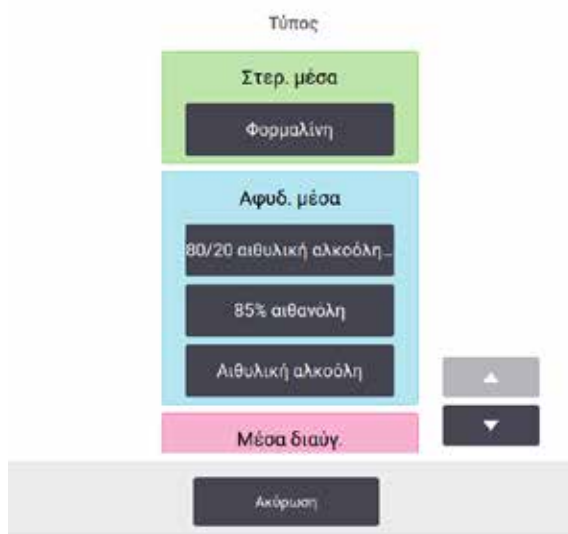 Τύπος
Στερ. μέσα
Φορμαλίνη
Αφυδ. μέσα
80/20 αιθυλική αλκοόλη...
85% αιθανόλη
Αιθυλική αλκοόλη
Μέσα διαύγ.
Ακύρωση